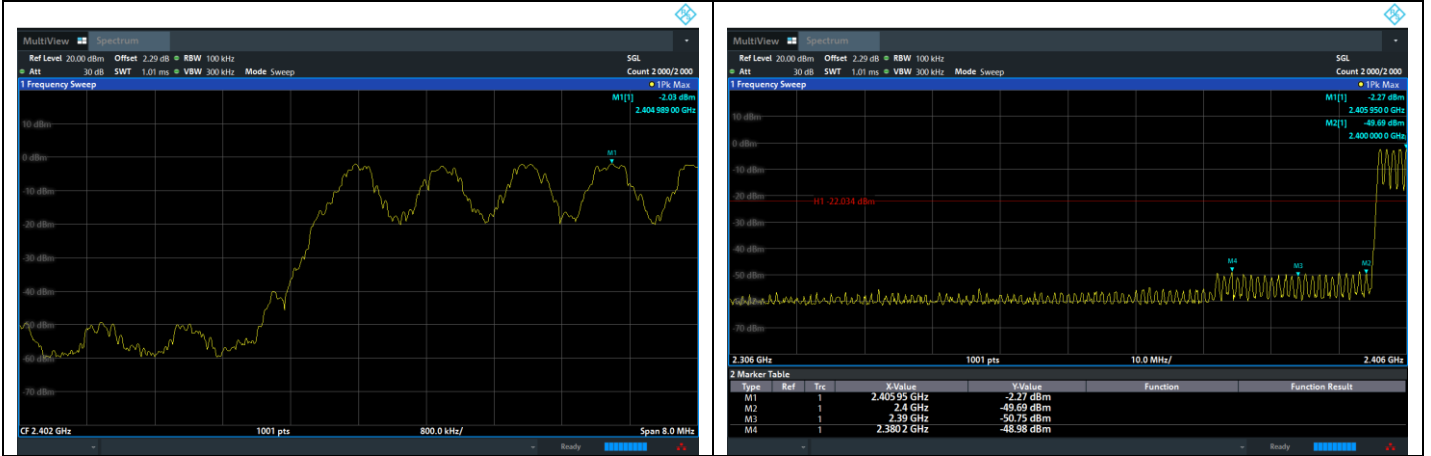 MultiView Spectrum
Ref Level 20.00 dBm Offset 2.29 dB RBW 100 kHz SGL
Att 30 dB SWT 1.01 ms VBW 300 kHz Mode Sweep Count 2 000/2 000
1 Frequency Sweep 1Pk Max
M1[1] -2.03 dBm
2.404 989 00 GHz
10 dBm
0 dBm
M1
-10 dBm
-20 dBm
-30 dBm
-40 dBm
-50 dBm
-60 dBm
-70 dBm
CF 2.402 GHz 1001 pts 800.0 kHz/ Span 8.0 MHz
Ready
MultiView Spectrum
Ref Level 20.00 dBm Offset 2.29 dB RBW 100 kHz SGL
Att 30 dB SWT 1.01 ms VBW 300 kHz Mode Sweep Count 2 000/2 000
1 Frequency Sweep 1Pk Max
M1[1] -2.27 dBm
2.405 950 0 GHz
M2[1] -49.69 dBm
2.400 000 0 GHz
10 dBm
0 dBm
-10 dBm
-20 dBm
H1 -22.034 dBm
-30 dBm
-40 dBm
-50 dBm
M4 M3 M2
-70 dBm
2.306 GHz 1001 pts 10.0 MHz/ 2.406 GHz
2 Marker Table
Type Ref Trc X-Value Y-Value Function Function Result
M1 1 2.405 95 GHz -2.27 dBm
M2 1 2.4 GHz -49.69 dBm
M3 1 2.39 GHz -50.75 dBm
M4 1 2.380 2 GHz -48.98 dBm
Ready